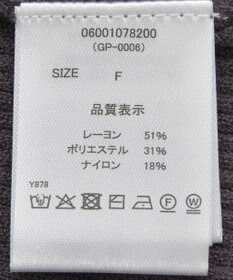 06001078200
(GP-0006)
SIZE F
品質表示
レーヨン 51%
ポリエステル 31%
ナイロン 18%
Y878